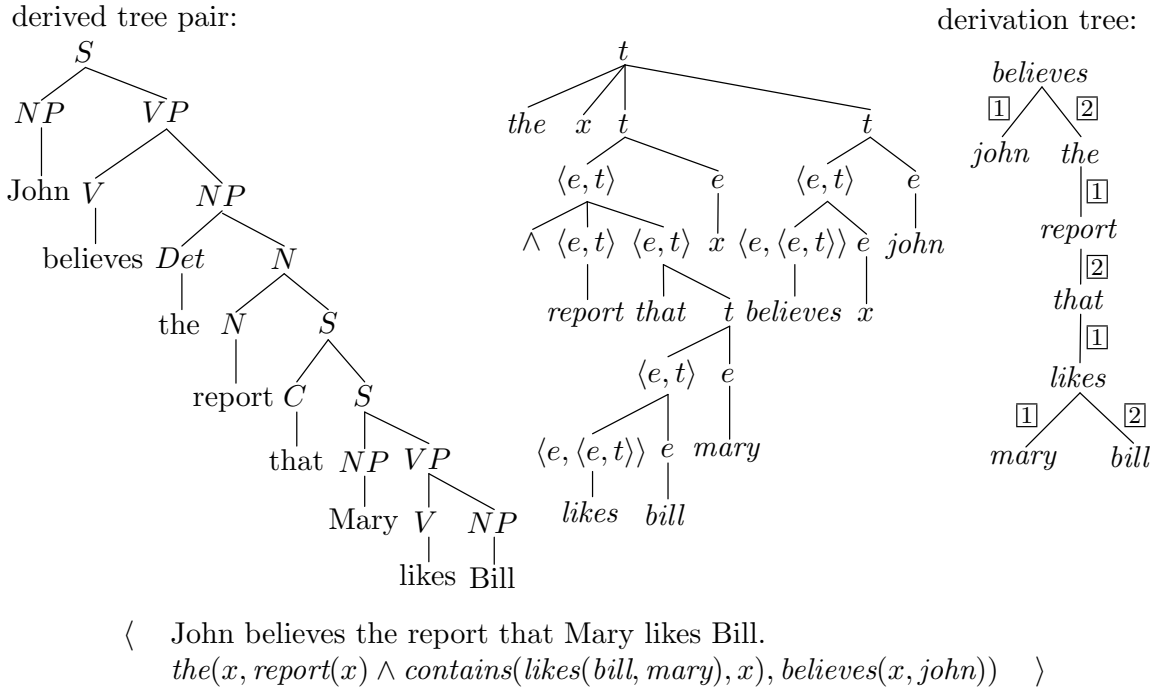 derived tree pair:
derivation tree:
S
NP VP
John V NP
believes Det N
the N S
report C S
that NP VP
Mary V NP
likes Bill
t
the x t t
⟨e, t⟩ e ⟨e, t⟩ e
∧ ⟨e, t⟩ ⟨e, t⟩ x ⟨e, ⟨e, t⟩⟩ e john
report that t believes x
⟨e, t⟩ e
⟨e, ⟨e, t⟩⟩ e mary
likes bill
believes
1 2
john the
1
report
2
that
1
likes
1 2
mary bill
⟨ John believes the report that Mary likes Bill.
the(x, report(x) ∧ contains(likes(bill, mary), x), believes(x, john)) ⟩